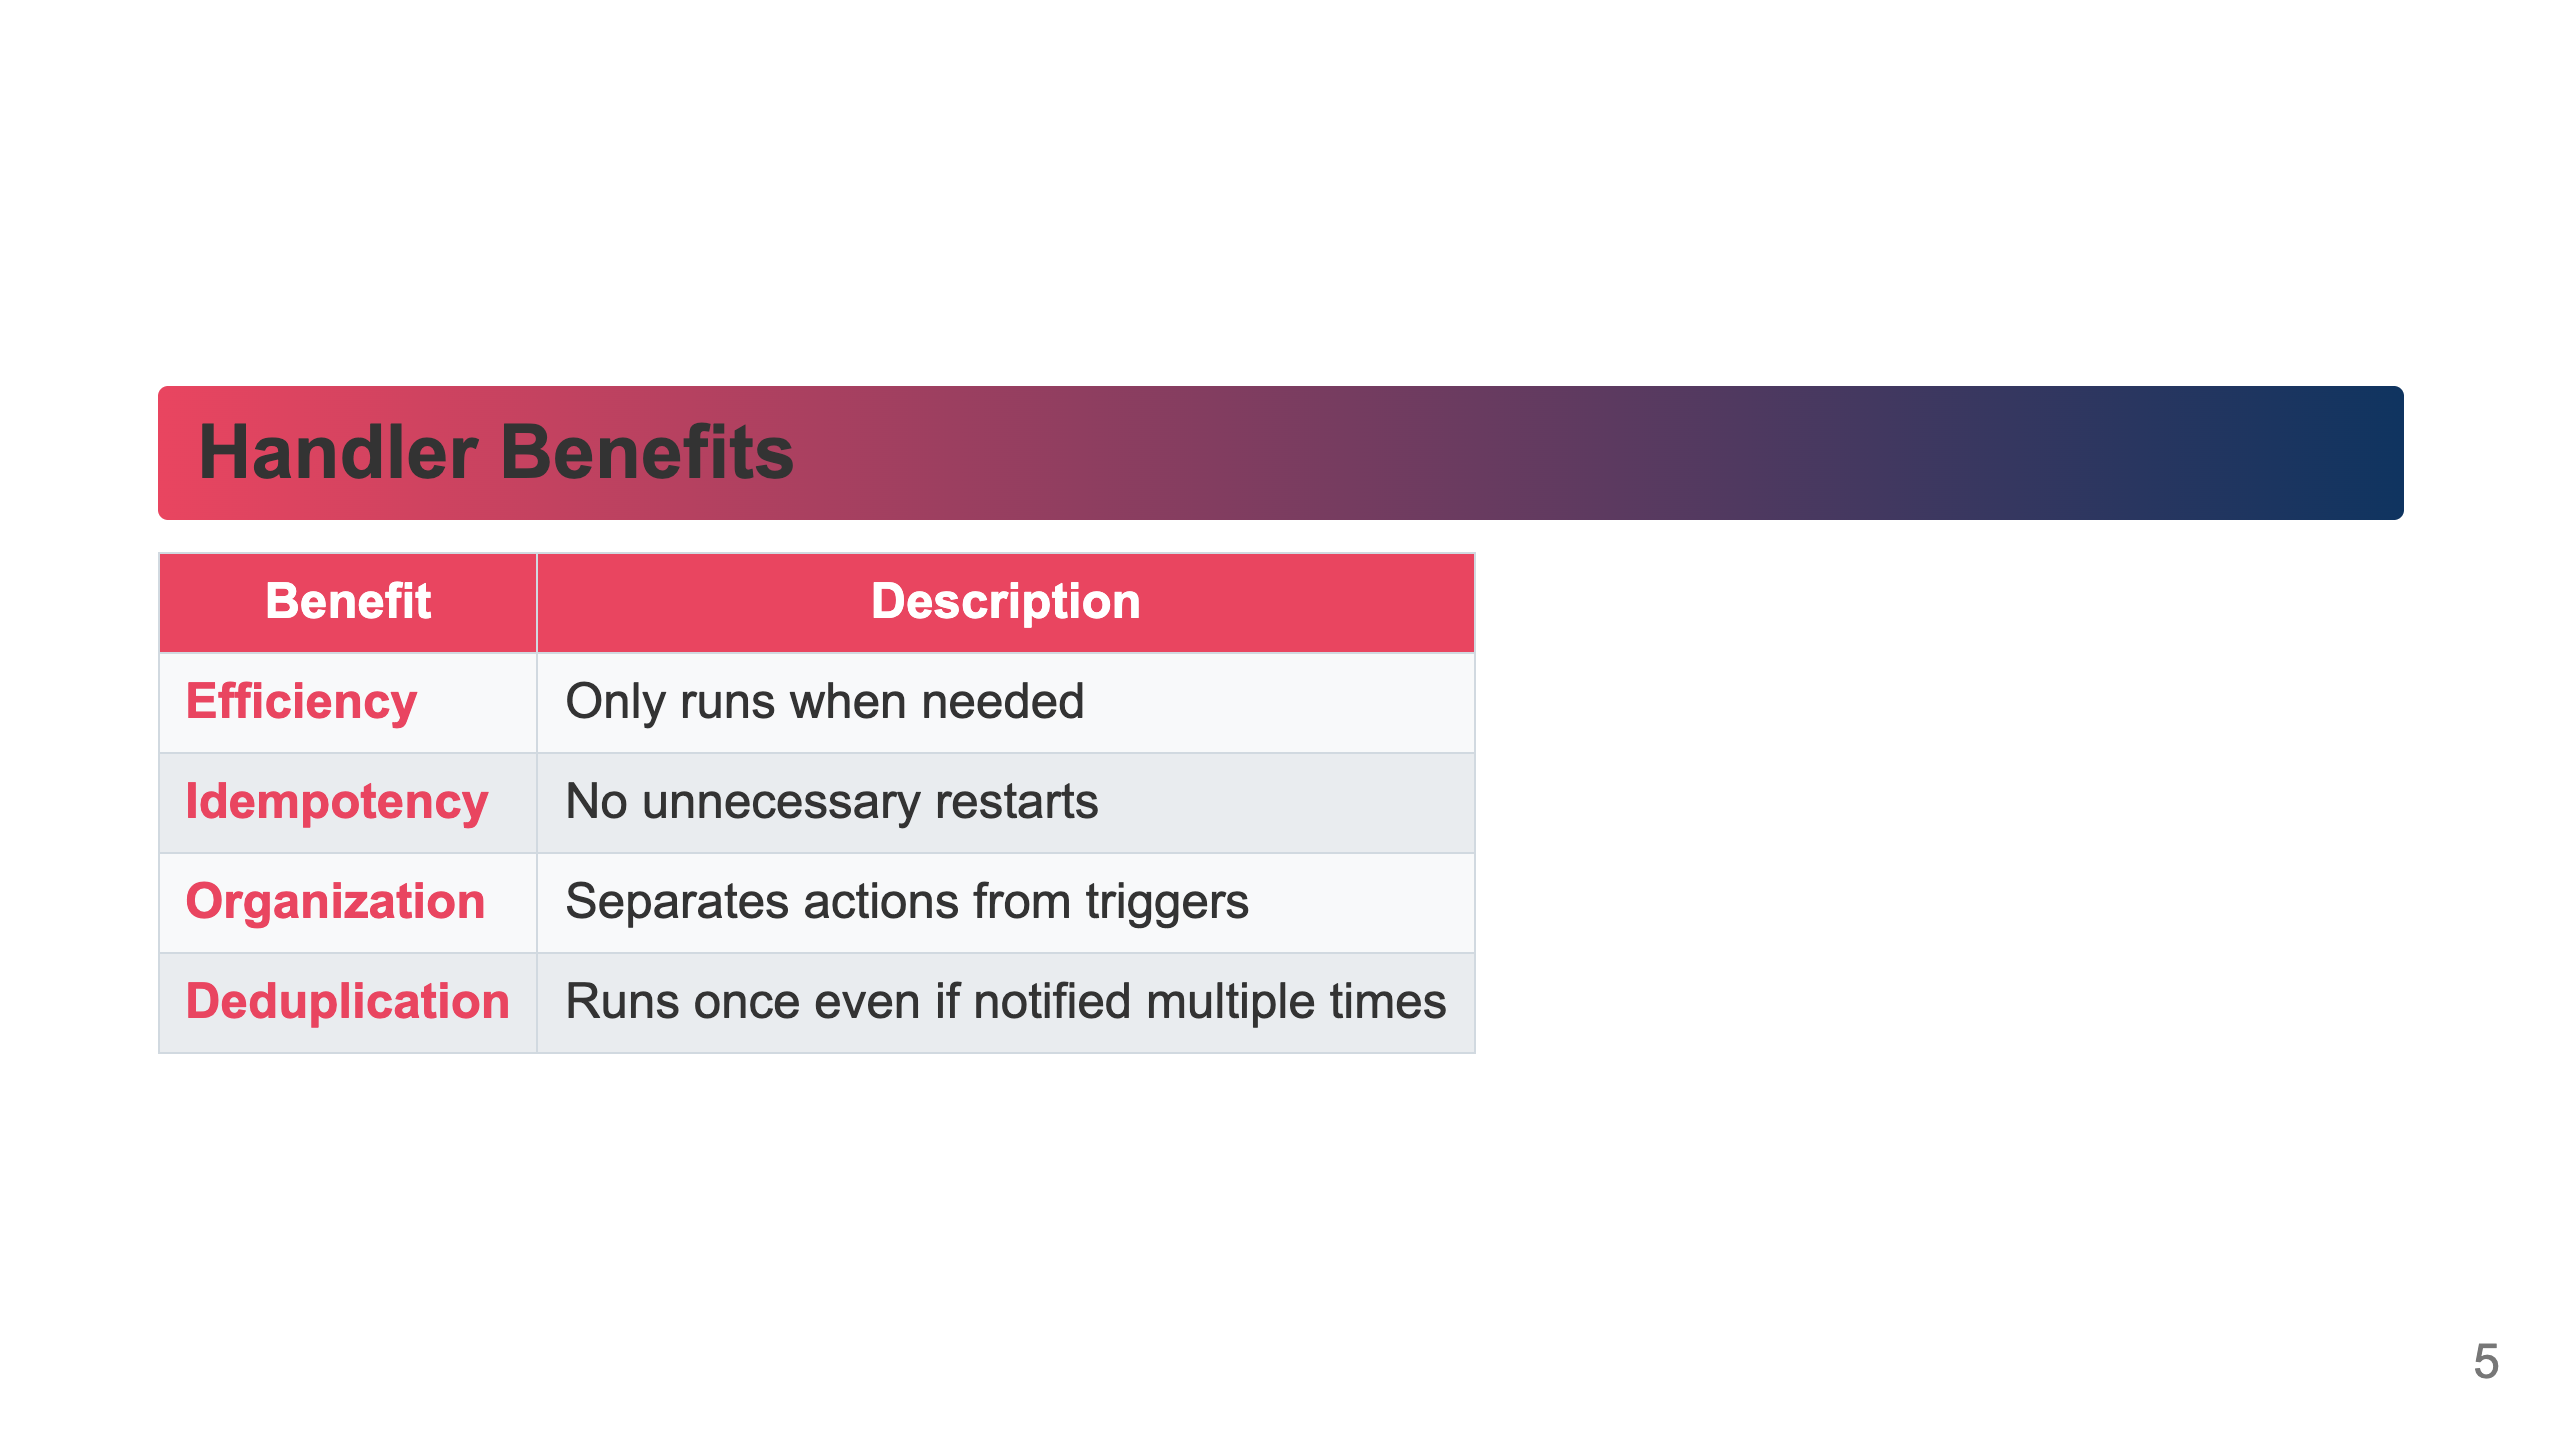 Handler Benefits
Benefit Description
Efficiency Only runs when needed
Idempotency No unnecessary restarts
Organization Separates actions from triggers
Deduplication Runs once even if notified multiple times
5